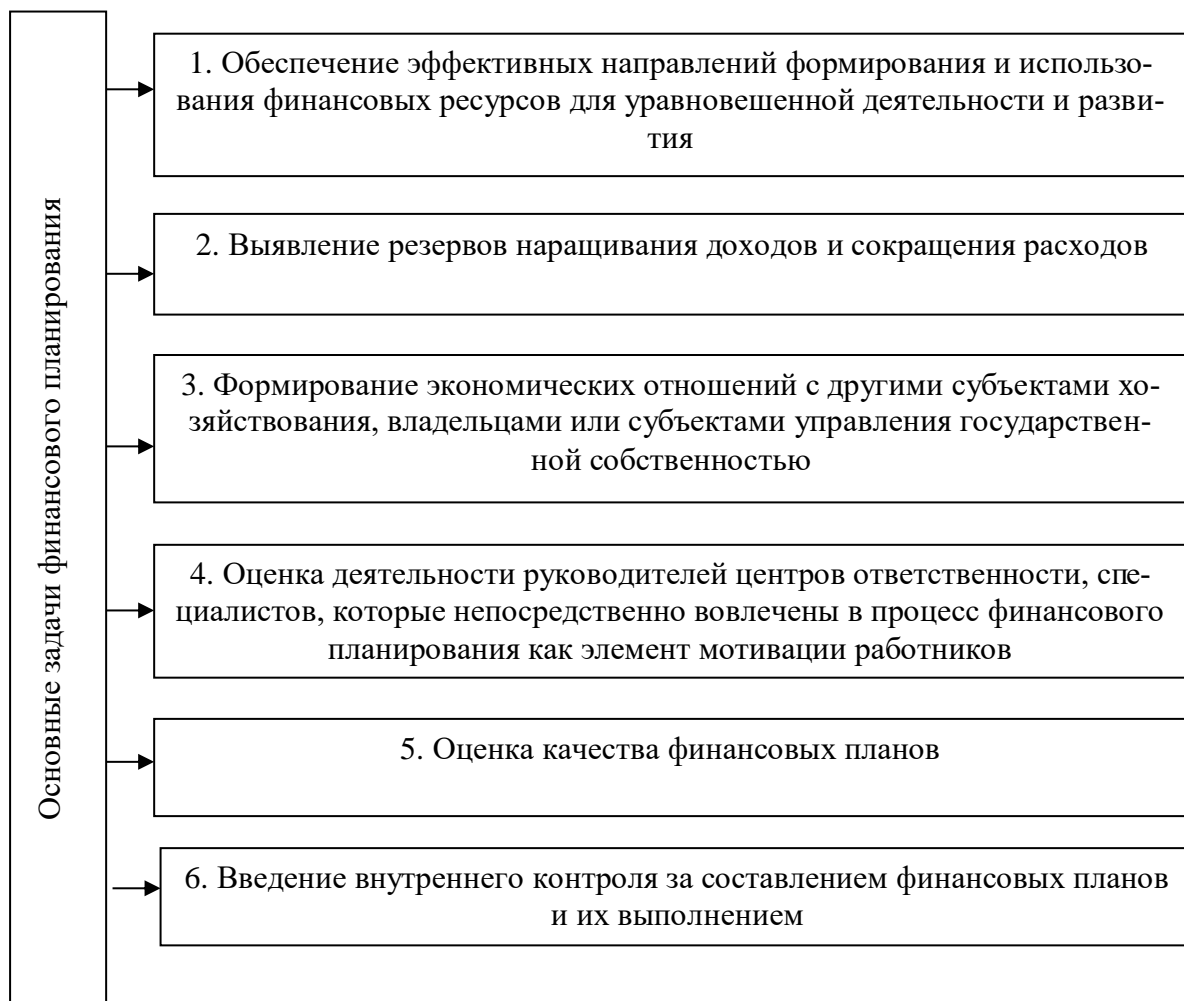 Основные задачи финансового планирования
1. Обеспечение эффективных направлений формирования и использо-
вания финансовых ресурсов для уравновешенной деятельности и разви-
тия
2. Выявление резервов наращивания доходов и сокращения расходов
3. Формирование экономических отношений с другими субъектами хо-
зяйствования, владельцами или субъектами управления государствен-
ной собственностью
4. Оценка деятельности руководителей центров ответственности, спе-
циалистов, которые непосредственно вовлечены в процесс финансового
планирования как элемент мотивации работников
5. Оценка качества финансовых планов
6. Введение внутреннего контроля за составлением финансовых планов
и их выполнением